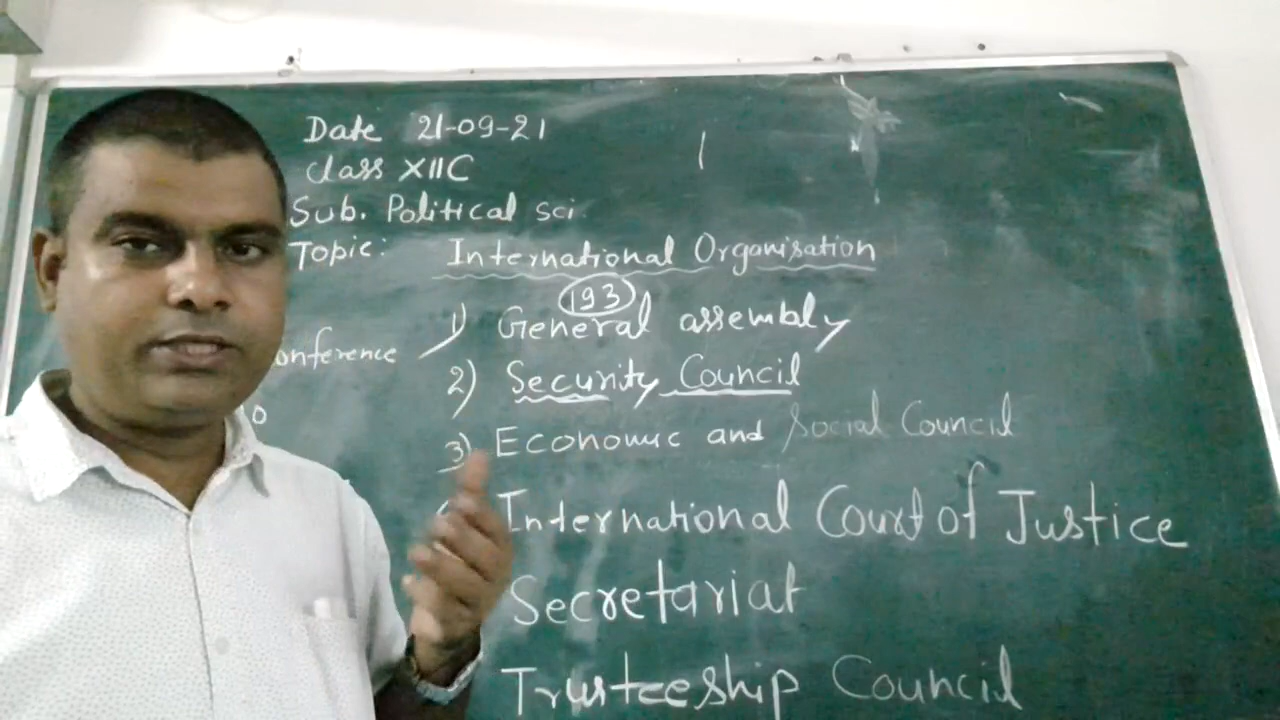 Date 21-09-21
Class XIIC
Sub. Political sci.
Topic: International Organisation
193
1) General assembly
onference
2) Security Council
3) Economic and Social Council
International Court of Justice
Secretariat
Trusteeship Council